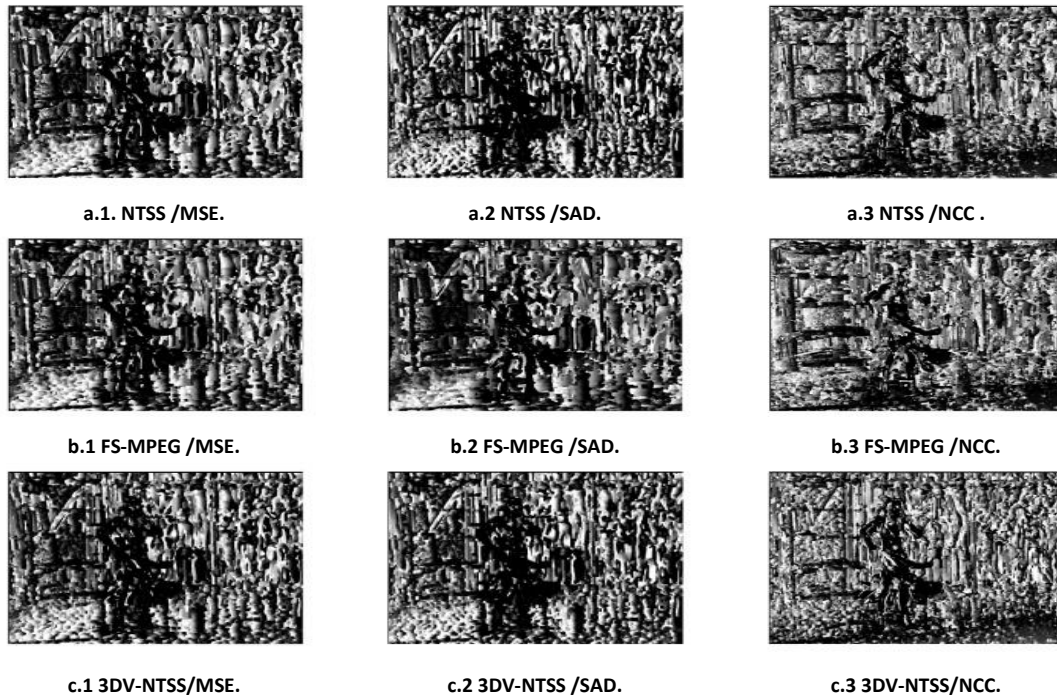 a.1. NTSS /MSE.
a.2 NTSS /SAD.
a.3 NTSS /NCC .
b.1 FS-MPEG /MSE.
b.2 FS-MPEG /SAD.
b.3 FS-MPEG /NCC.
c.1 3DV-NTSS/MSE.
c.2 3DV-NTSS /SAD.
c.3 3DV-NTSS/NCC.